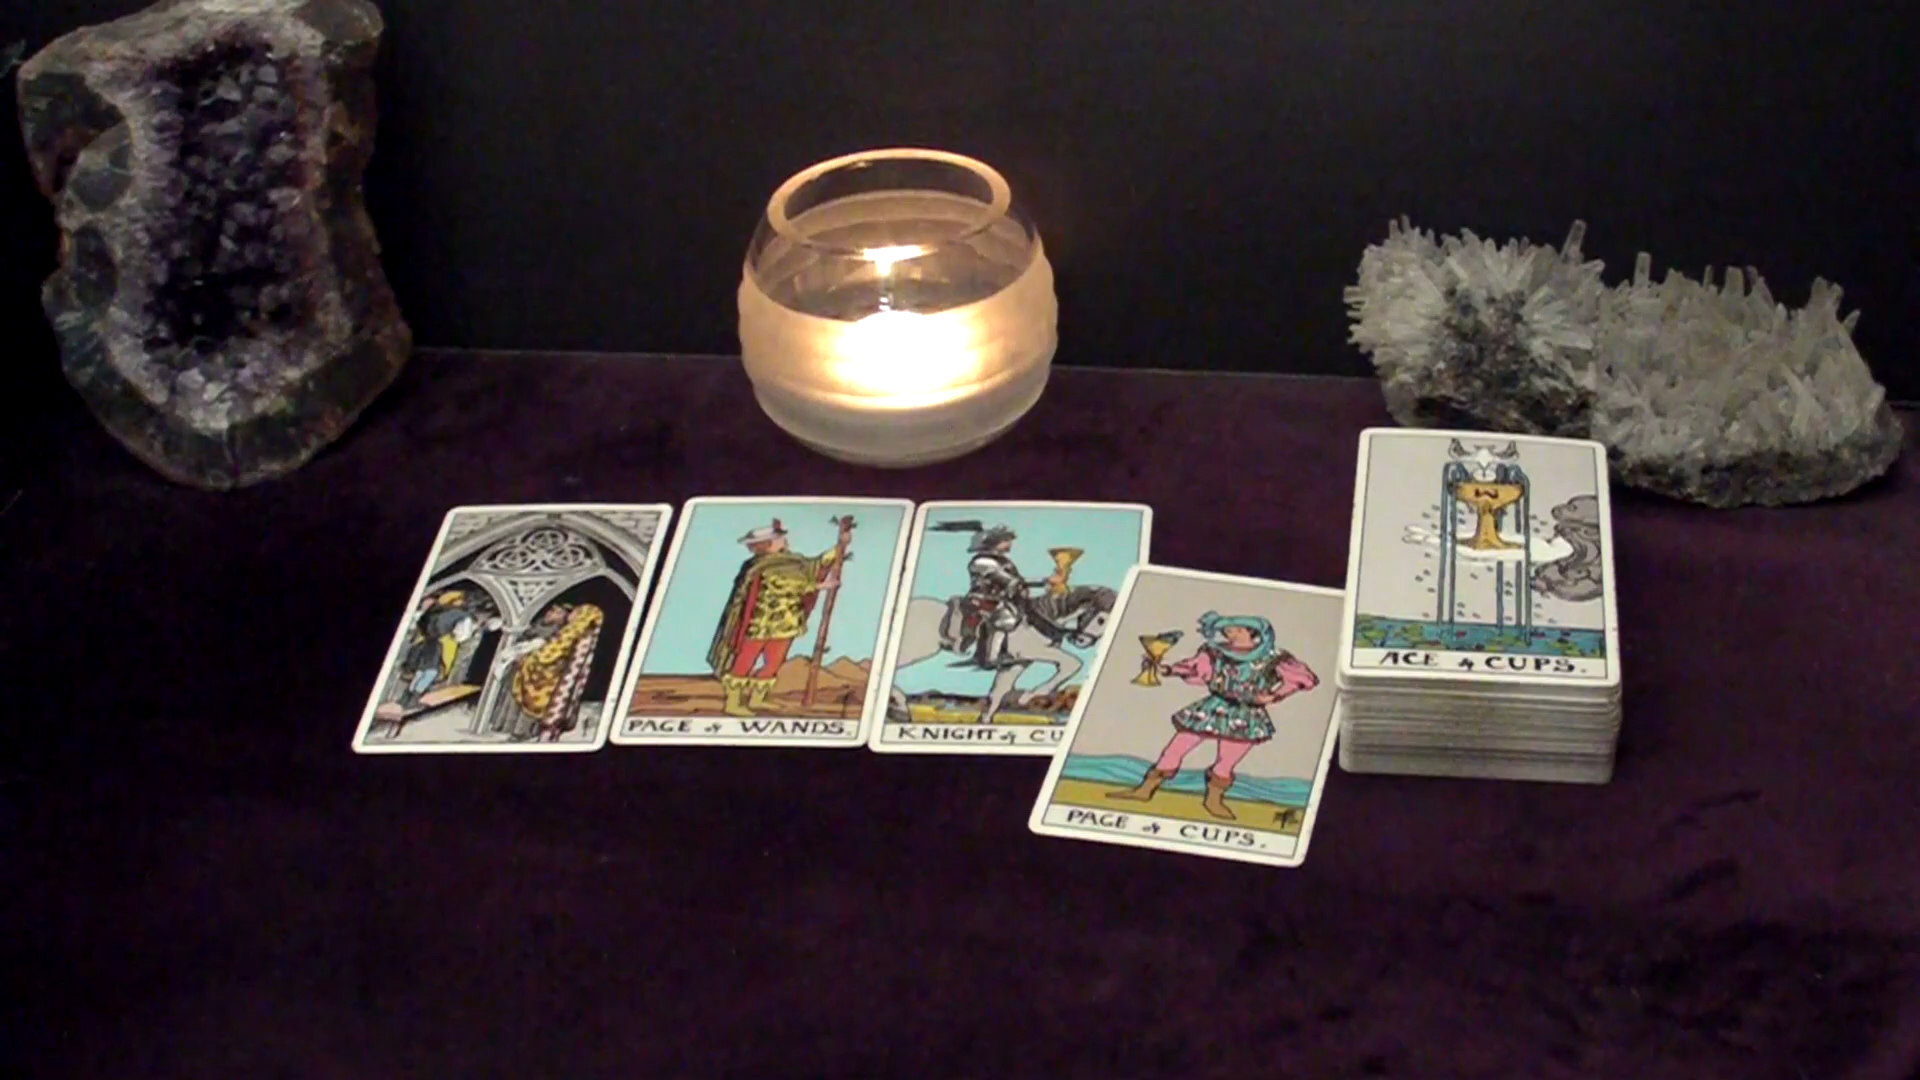 PAGE of WANDS.
KNIGHT of CU
PAGE of CUPS.
ACE of CUPS.